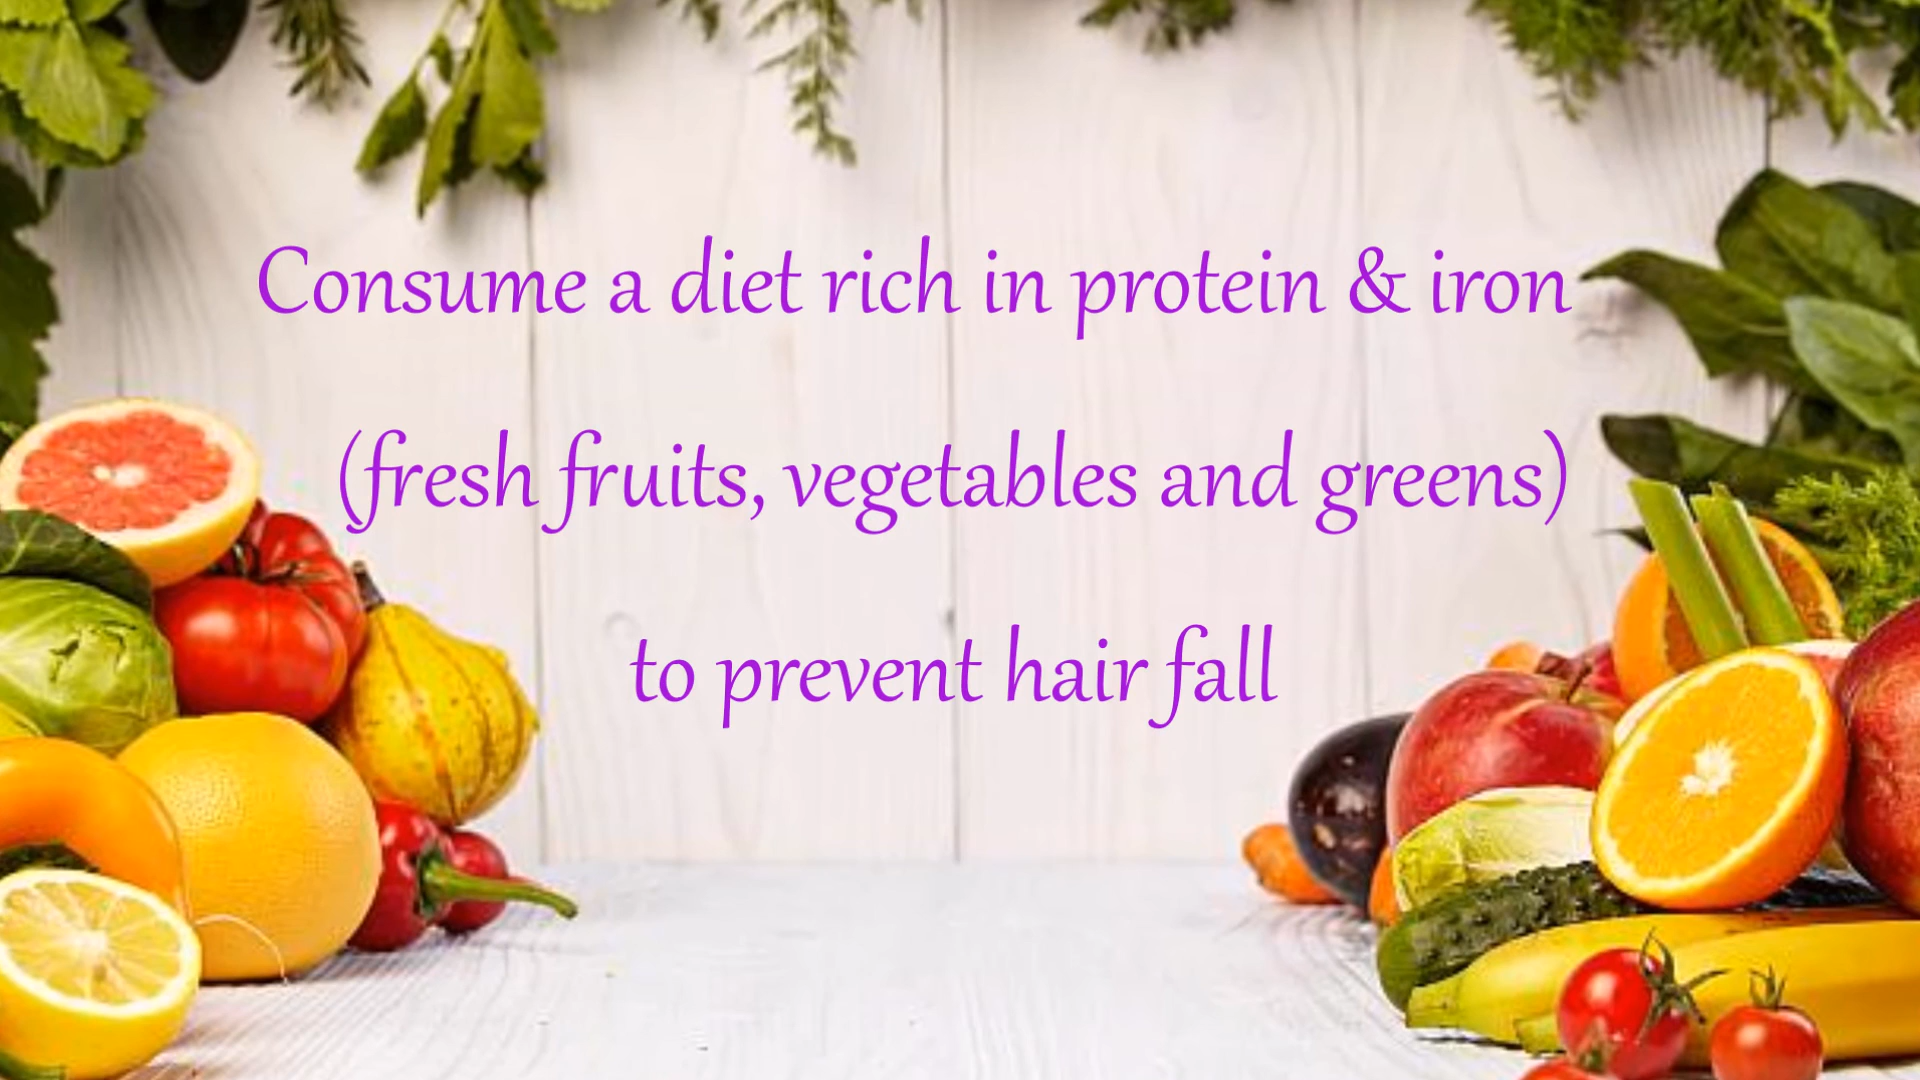 Consume a diet rich in protein & iron
(fresh fruits, vegetables and greens)
to prevent hair fall